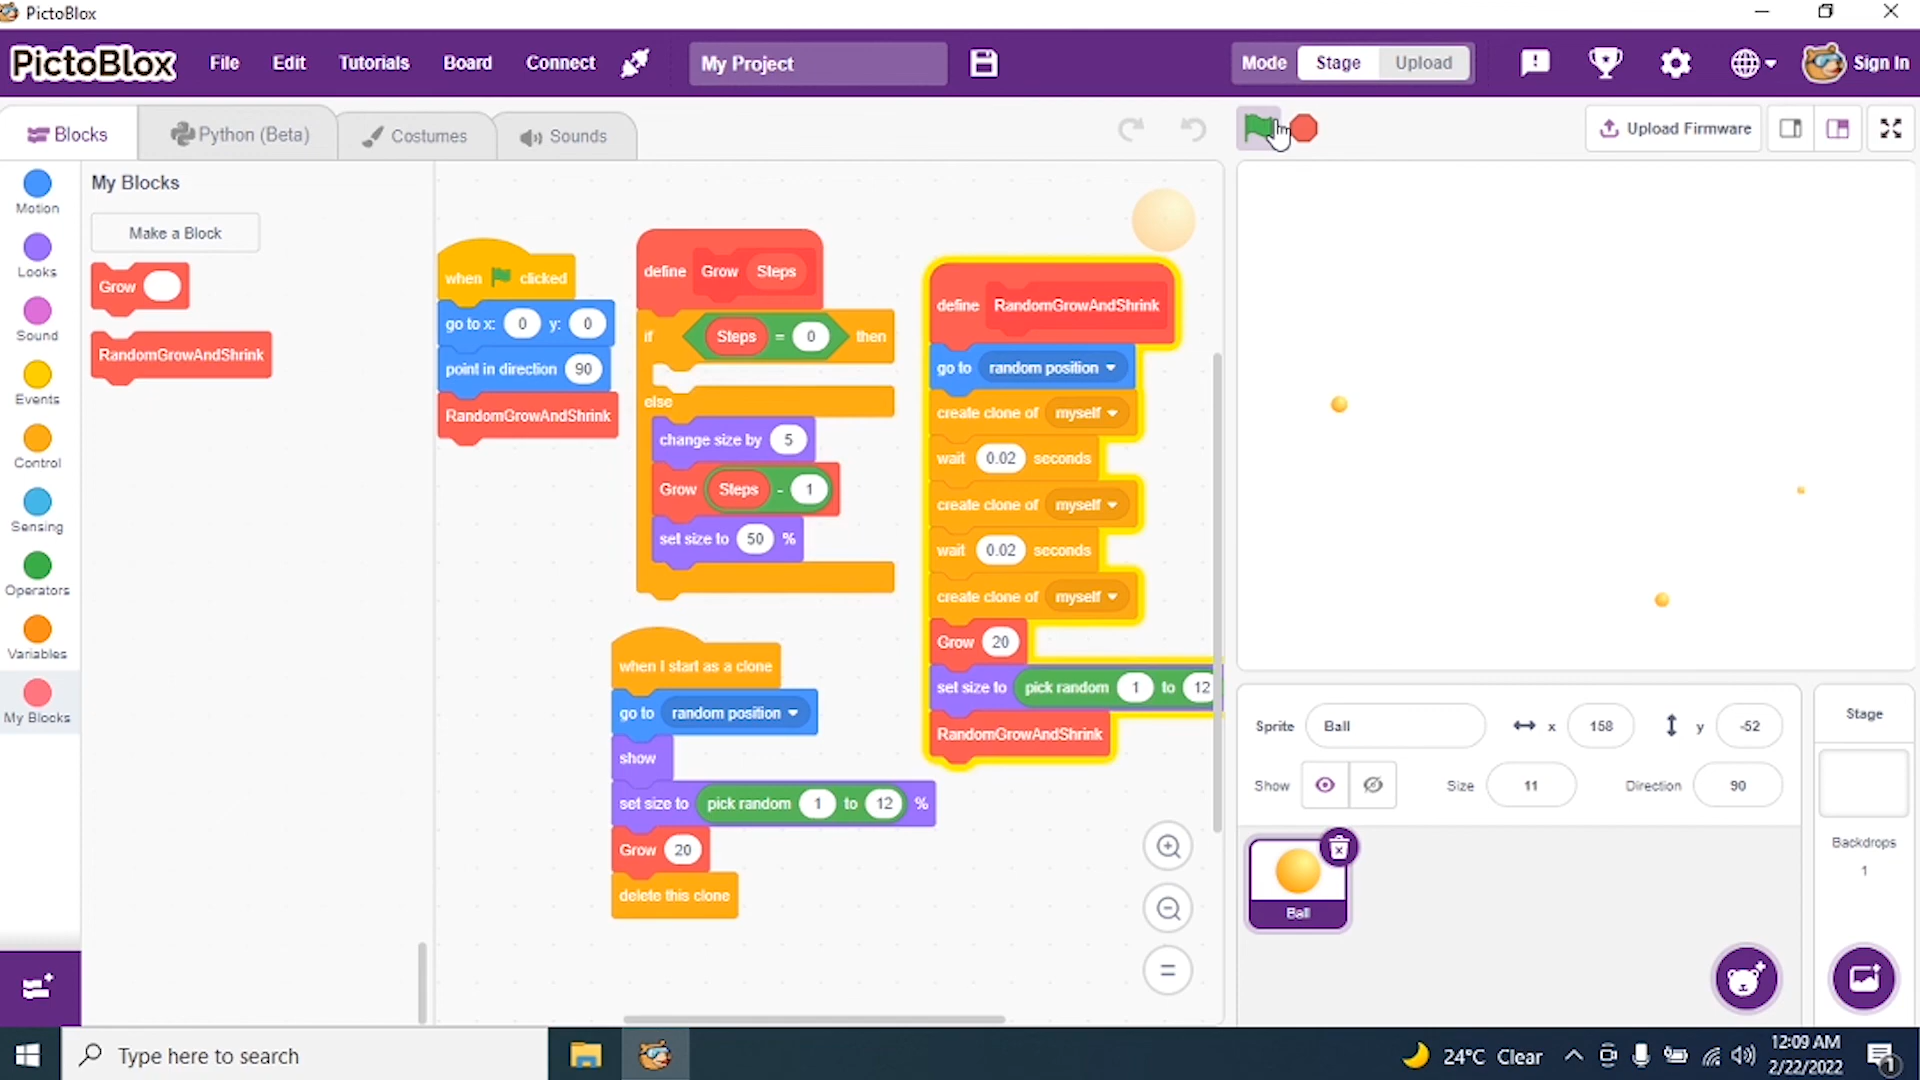 PictoBlox
PictoBlox File Edit Tutorials Board Connect My Project Mode Stage Upload Sign In
Blocks Python (Beta) Costumes Sounds Upload Firmware
Motion
Looks
Sound
Events
Control
Sensing
Operators
Variables
My Blocks
My Blocks
Make a Block
Grow
RandomGrowAndShrink
when clicked
go to x: 0 y: 0
point in direction 90
RandomGrowAndShrink
define Grow Steps
if Steps = 0 then
else
change size by 5
Grow Steps - 1
set size to 50 %
when I start as a clone
go to random position
show
set size to pick random 1 to 12 %
Grow 20
delete this clone
define RandomGrowAndShrink
go to random position
create clone of myself
wait 0.02 seconds
create clone of myself
wait 0.02 seconds
create clone of myself
Grow 20
set size to pick random 1 to 12
RandomGrowAndShrink
Sprite Ball x 158 y -52
Show Size 11 Direction 90
Ball
Stage
Backdrops
1
Type here to search
24°C Clear
12:09 AM
2/22/2022
1